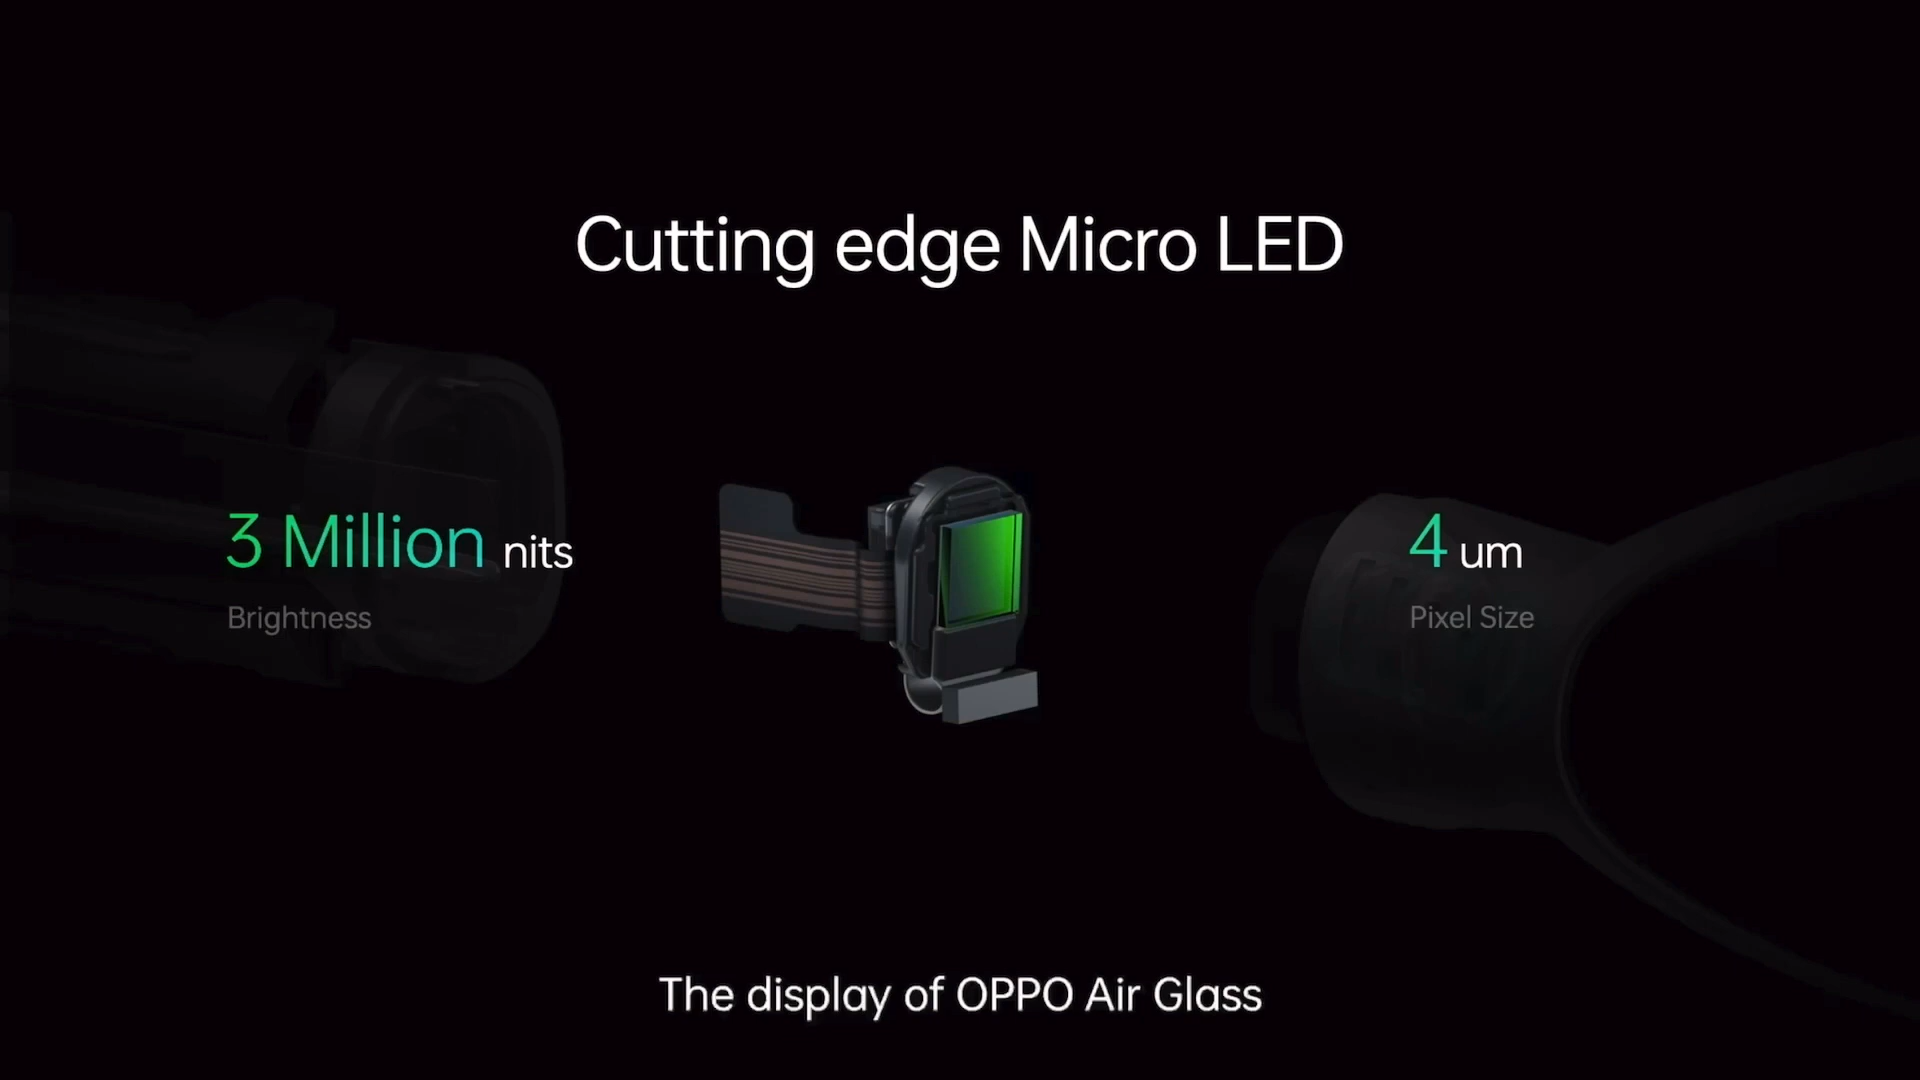 Cutting edge Micro LED
3 Million nits
Brightness
4 um
Pixel Size
The display of OPPO Air Glass